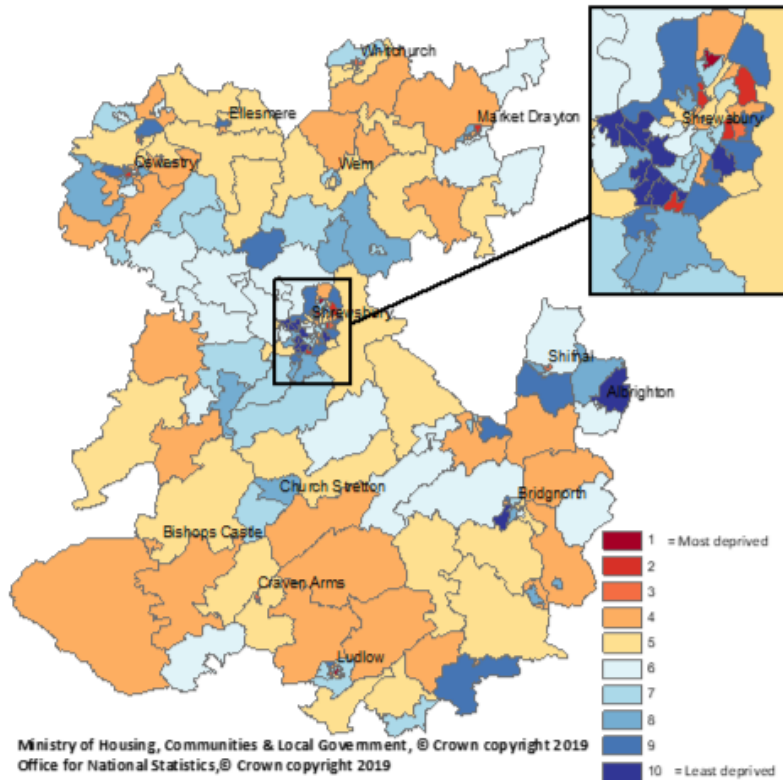 Whitchurch
Ellesmere
Market Drayton
Shrewsbury
Oswestry
Wem
Shrewsbury
Shifnal
Albrighton
Church Stretton
Bridgnorth
Bishops Castle
Craven Arms
Ludlow
1 = Most deprived
2
3
4
5
6
7
8
9
10 = Least deprived
Ministry of Housing, Communities & Local Government, © Crown copyright 2019
Office for National Statistics,© Crown copyright 2019